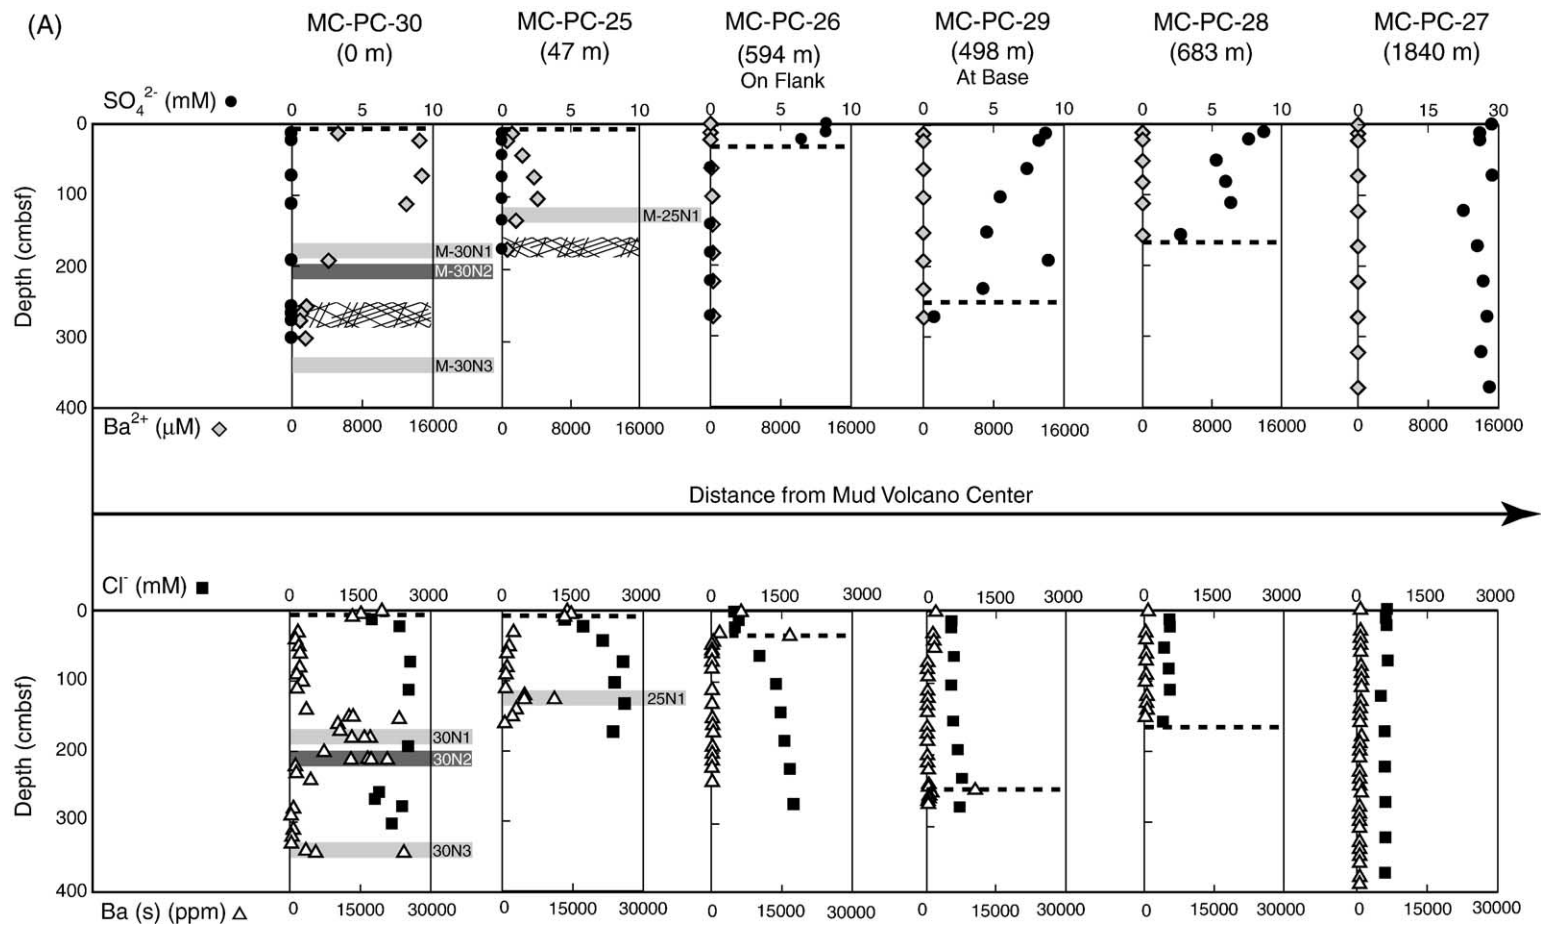 (A)
MC-PC-30 MC-PC-25 MC-PC-26 MC-PC-29 MC-PC-28 MC-PC-27
(0 m) (47 m) (594 m) (498 m) (683 m) (1840 m)
On Flank At Base
SO₄²⁻ (mM) 0 5 10 0 5 10 0 5 10 0 5 10 0 5 10 0 15 30
0
100
M-25N1
M-30N1
200
M-30N2
300
M-30N3
400
Depth (cmbsf)
Ba²⁺ (µM) 0 8000 16000 0 8000 16000 0 8000 16000 0 8000 16000 0 8000 16000 0 8000 16000
Distance from Mud Volcano Center
Cl⁻ (mM) 0 1500 3000 0 1500 3000 0 1500 3000 0 1500 3000 0 1500 3000 0 1500 3000
0
100
25N1
30N1
200
30N2
300
30N3
400
Depth (cmbsf)
Ba (s) (ppm) 0 15000 30000 0 15000 30000 0 15000 30000 0 15000 30000 0 15000 30000 0 15000 30000